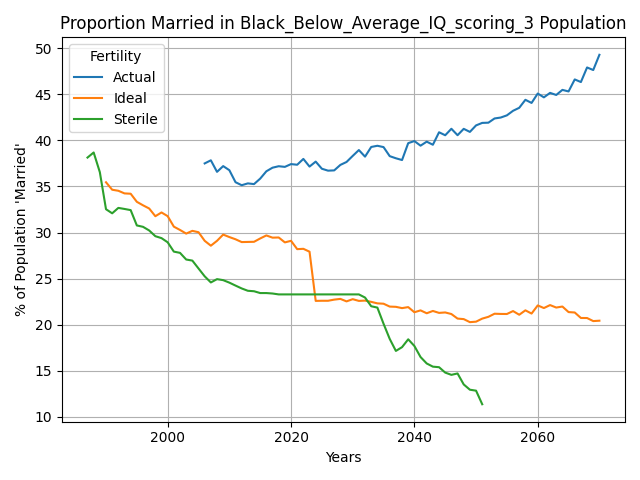 Proportion Married in Black_Below_Average_IQ_scoring_3 Population
% of Population 'Married'
50
45
40
35
30
25
20
15
10
Fertility
Actual
Ideal
Sterile
2000
2020
2040
2060
Years